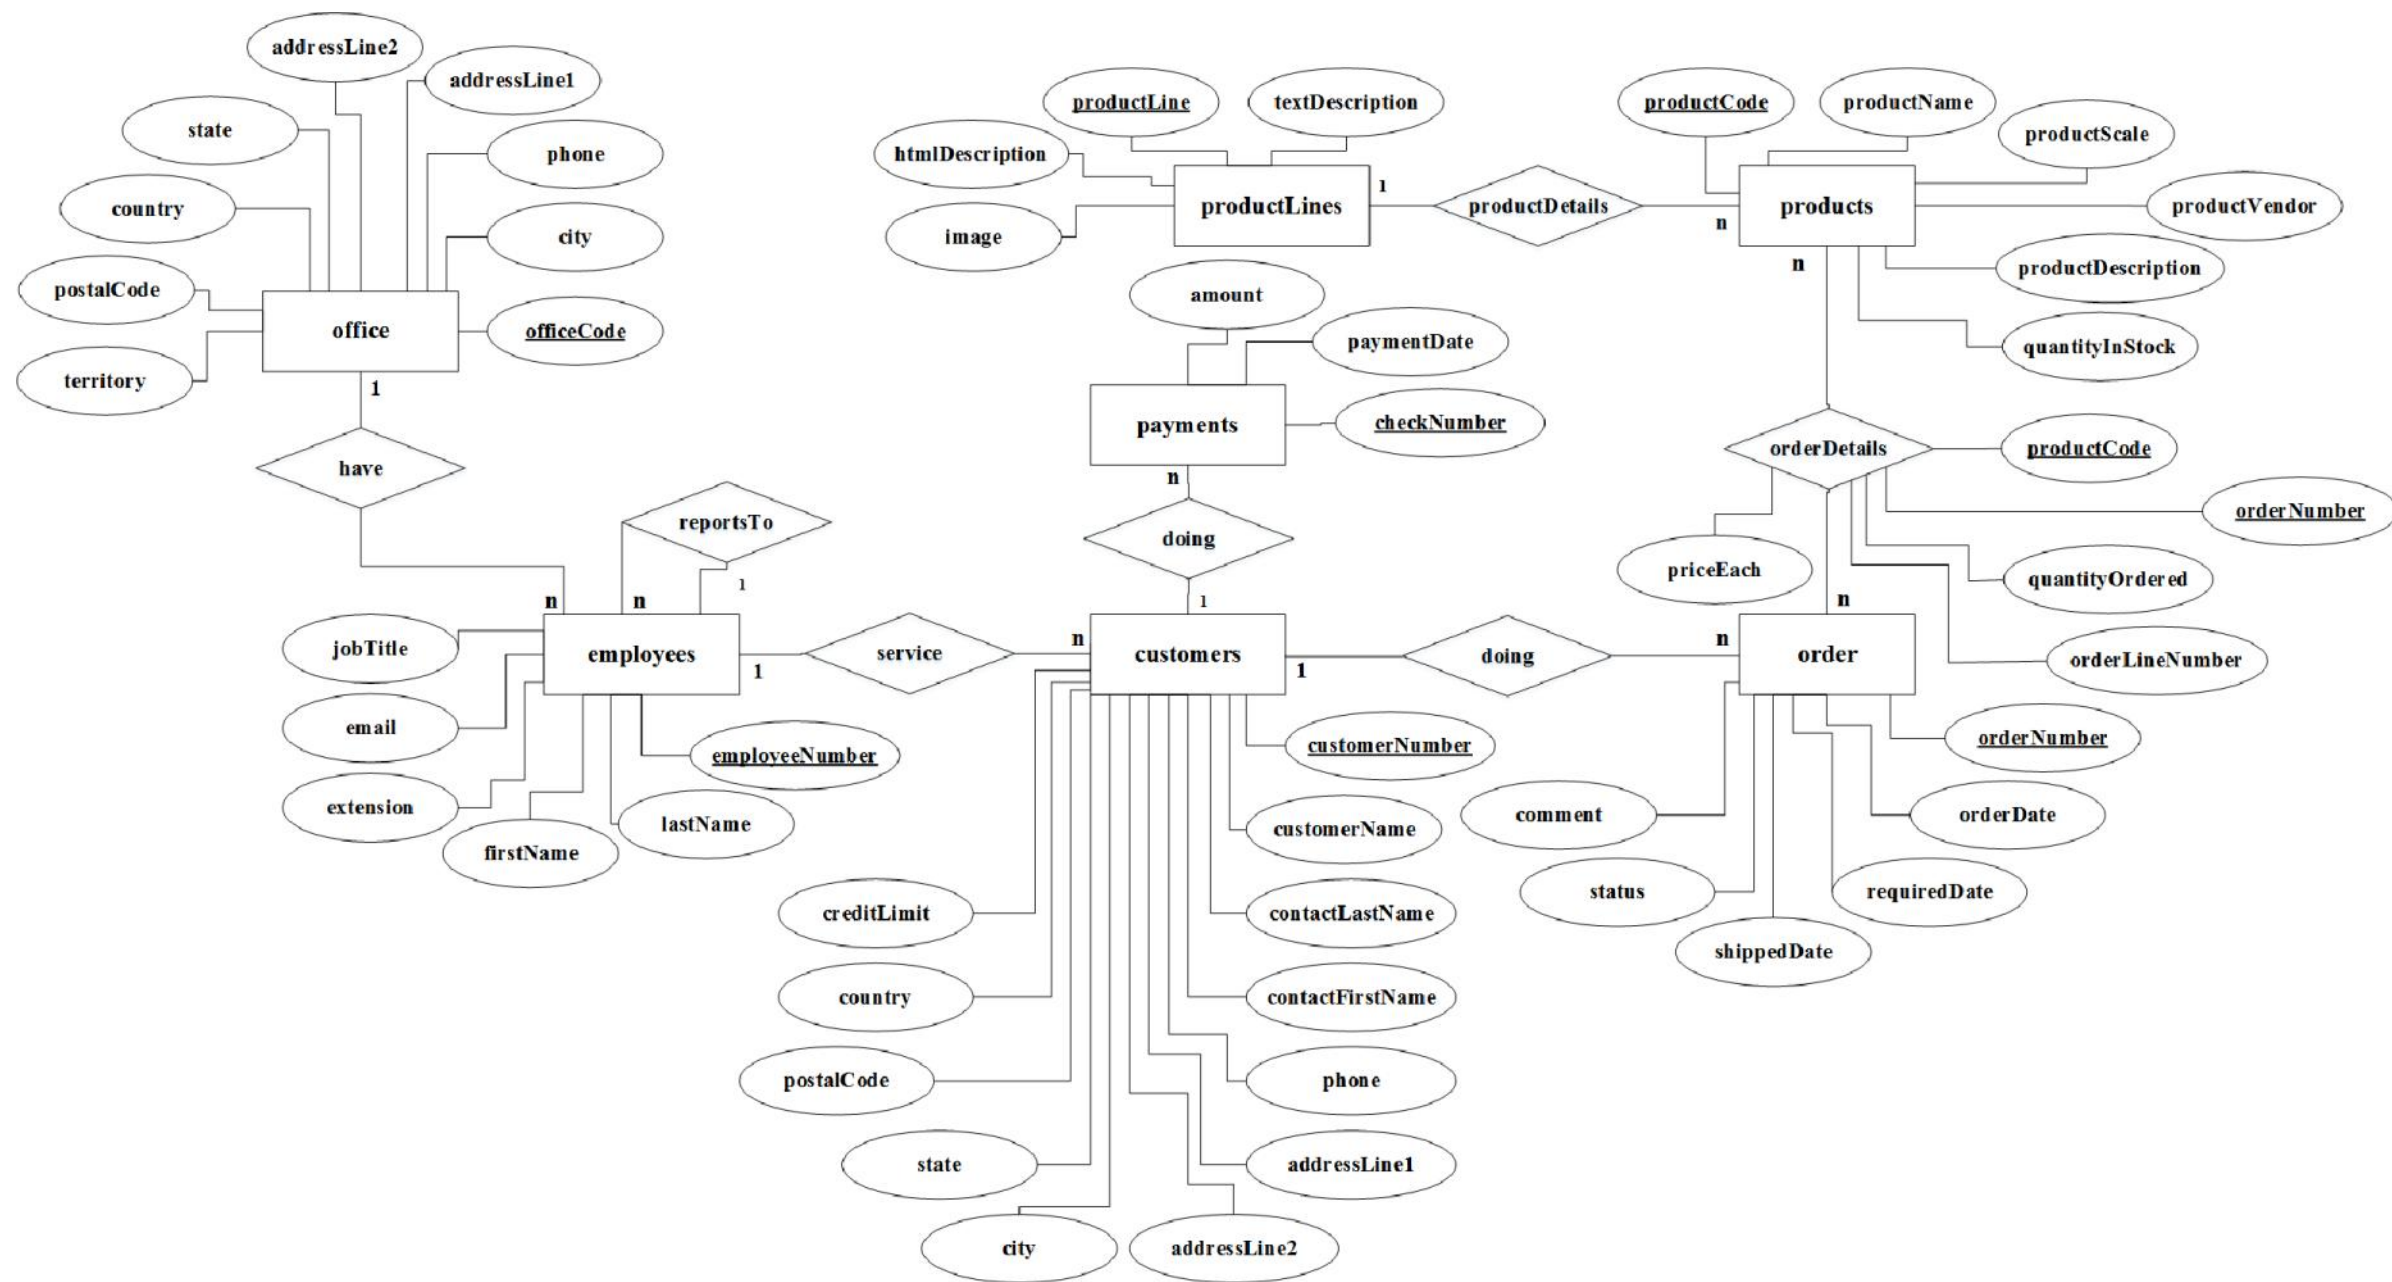 addressLine2
addressLine1
state
phone
country
city
postalCode
office
officeCode
territory
1
have
reportsTo
1
n
n
jobTitle
employees
email
extension
employeeNumber
firstName
lastName
1
service
n
productLine
textDescription
htmlDescription
productLines
image
1
productDetails
n
productCode
productName
productScale
products
productVendor
productDescription
quantityInStock
n
amount
paymentDate
payments
checkNumber
n
doing
1
customers
1
doing
n
orderDetails
productCode
orderNumber
priceEach
quantityOrdered
n
order
orderLineNumber
orderNumber
comment
orderDate
status
requiredDate
shippedDate
customerNumber
customerName
creditLimit
contactLastName
country
contactFirstName
postalCode
phone
state
addressLine1
city
addressLine2